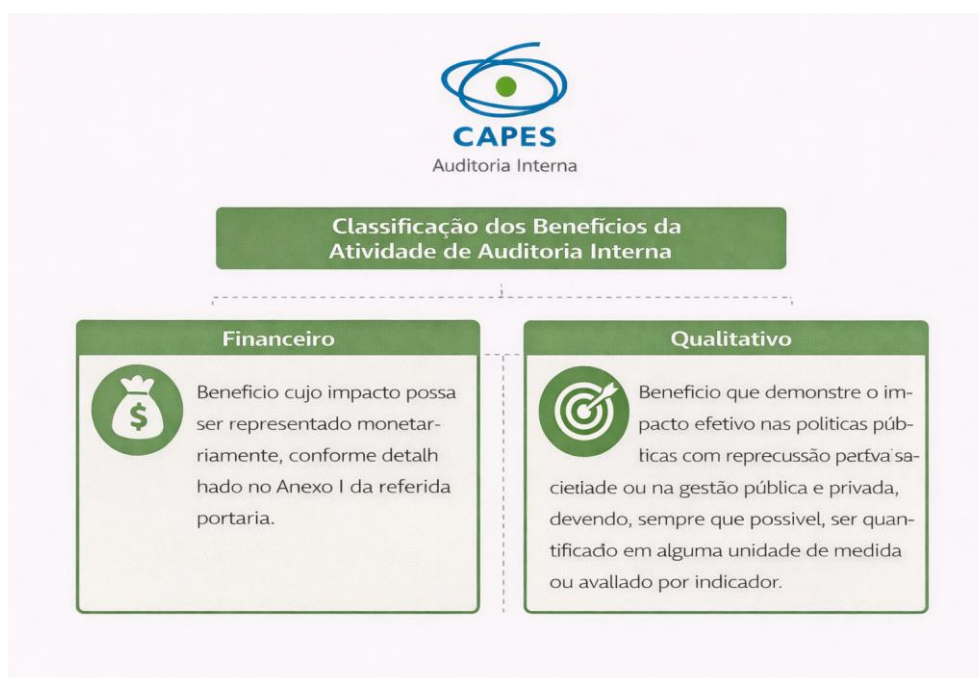 CAPES
Auditoria Interna
Classificação dos Benefícios da
Atividade de Auditoria Interna
Financeiro
Beneficio cujo impacto possa
ser representado monetar-
riamente, conforme detalh
hado no Anexo I da referida
portaria.
Qualitativo
Beneficio que demonstre o im-
pacto efetivo nas politicas púb-
ticas com reprecussão sa-
cietiade ou na gestão pública e privada,
devendo, sempre que possivel, ser quan-
tificado em alguma unidade de medida
ou avallado por indicador.